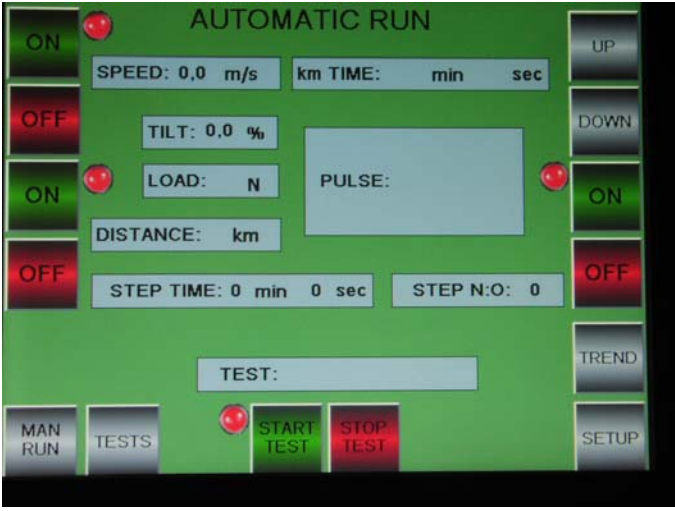 AUTOMATIC RUN
ON
UP
SPEED: 0,0 m/s
km TIME: min sec
OFF
DOWN
TILT: 0,0 %
ON
LOAD: N
PULSE:
ON
DISTANCE: km
OFF
OFF
STEP TIME: 0 min 0 sec
STEP N:O: 0
TREND
TEST:
MAN
RUN
TESTS
START
TEST
STOP
TEST
SETUP